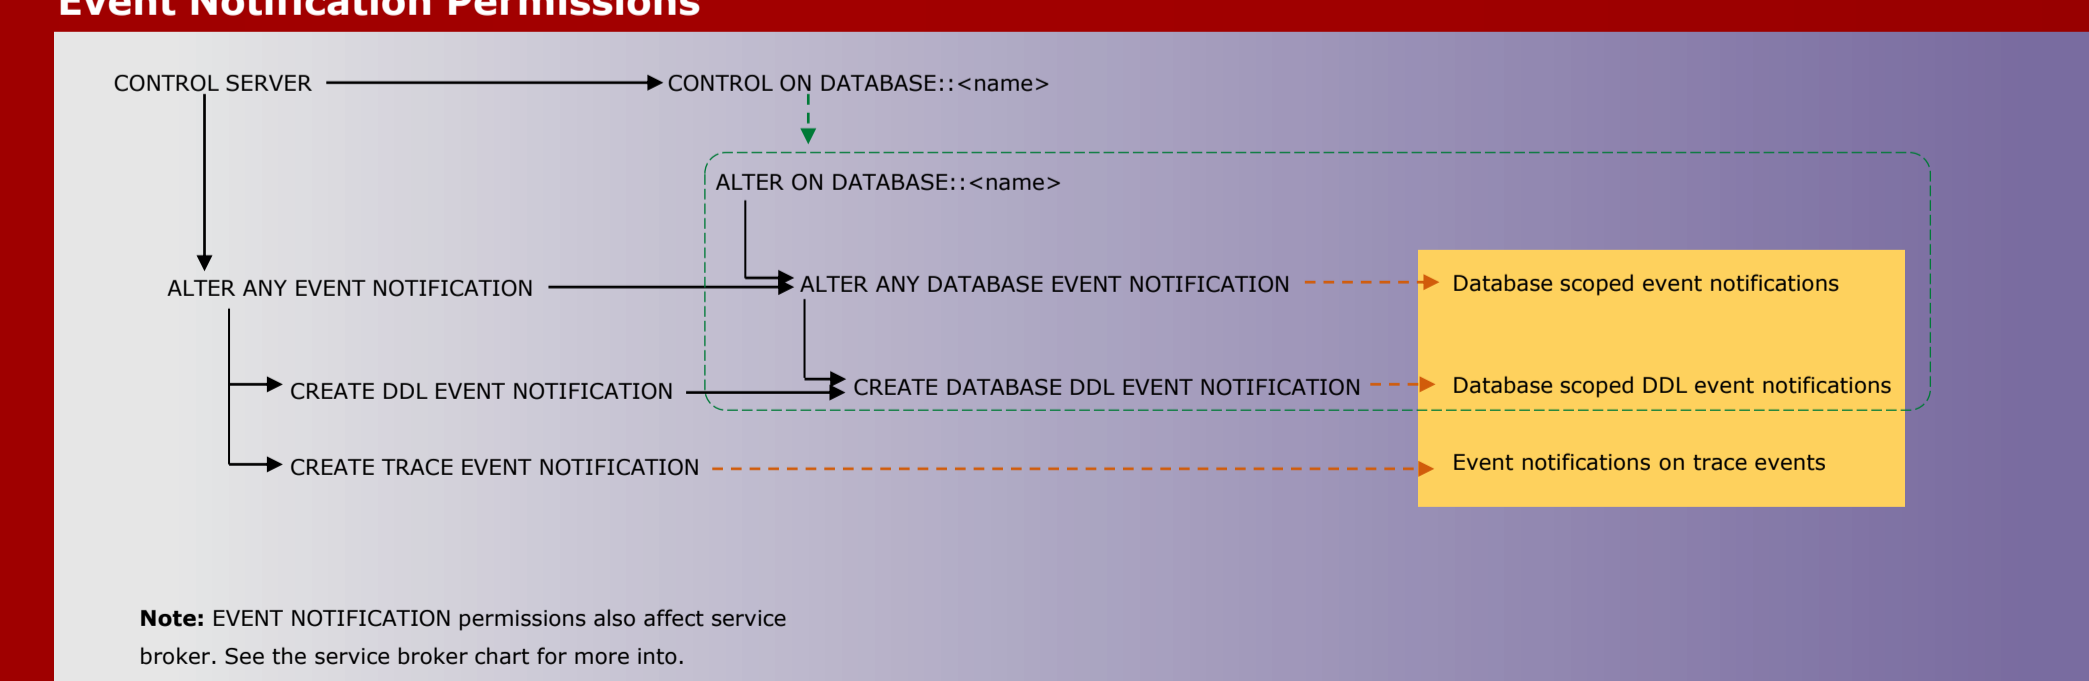 Event Notification Permissions
CONTROL SERVER
CONTROL ON DATABASE::<name>
ALTER ON DATABASE::<name>
ALTER ANY EVENT NOTIFICATION
ALTER ANY DATABASE EVENT NOTIFICATION
Database scoped event notifications
CREATE DDL EVENT NOTIFICATION
CREATE DATABASE DDL EVENT NOTIFICATION
Database scoped DDL event notifications
CREATE TRACE EVENT NOTIFICATION
Event notifications on trace events
Note: EVENT NOTIFICATION permissions also affect service
broker. See the service broker chart for more into.